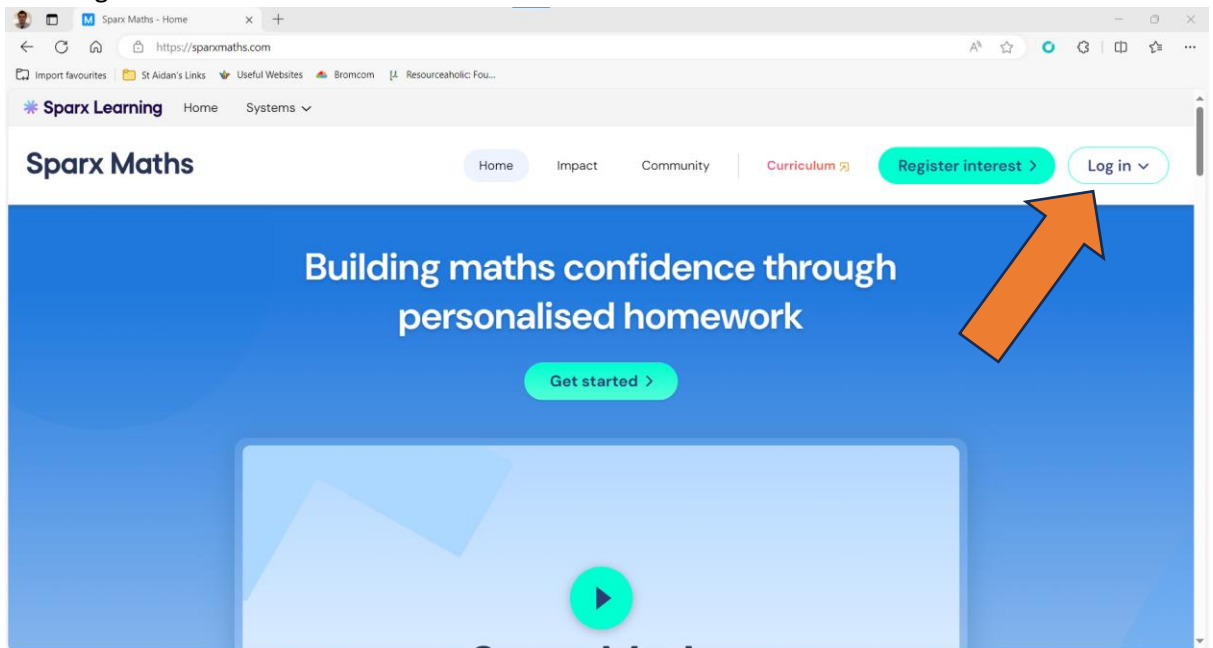 Sparx Maths - Home
https://sparxmaths.com
Import favourites St Aidan's Links Useful Websites Bromcom Resourceaholic: Fou...
Sparx Learning Home Systems
Sparx Maths Home Impact Community Curriculum Register interest Log in
Building maths confidence through
personalised homework
Get started